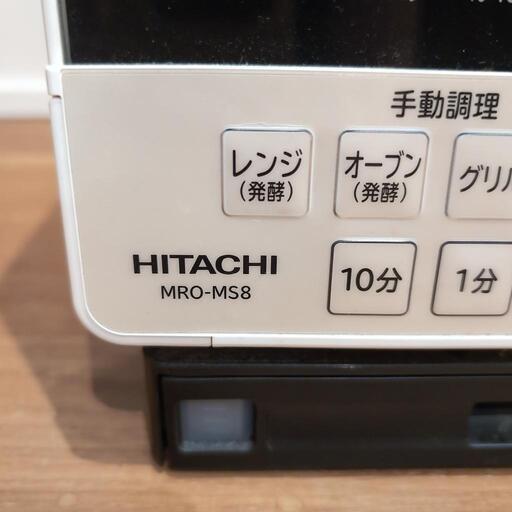 手動調理
レンジ
(発酵)
オーブン
(発酵)
グリ
HITACHI
MRO-MS8
10分
1分